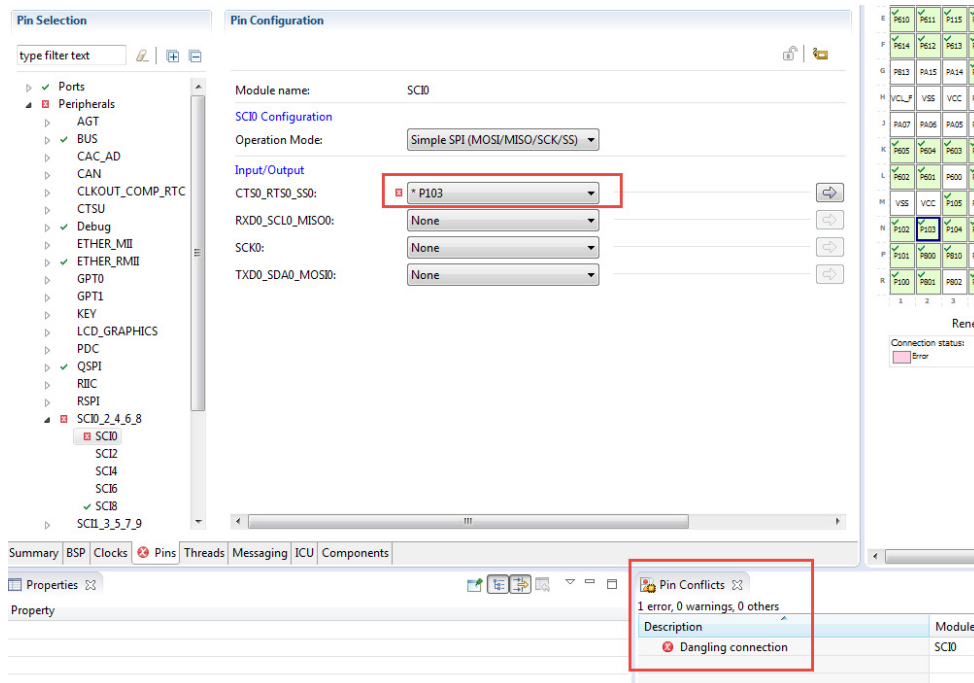 Pin Selection
type filter text
Ports
Peripherals
AGT
BUS
CAC_AD
CAN
CLKOUT_COMP_RTC
CTSU
Debug
ETHER_MII
ETHER_RMII
GPT0
GPT1
KEY
LCD_GRAPHICS
PDC
QSPI
RIIC
RSPI
SCI0_2_4_6_8
SCI0
SCI2
SCI4
SCI6
SCI8
SCI1_3_5_7_9
Pin Configuration
Module name: SCI0
SCI0 Configuration
Operation Mode: Simple SPI (MOSI/MISO/SCK/SS)
Input/Output
CTS0_RTS0_SS0: * P103
RXD0_SCL0_MISO0: None
SCK0: None
TXD0_SDA0_MOSI0: None
E P610 P611 P115
F P614 P612 P613
G P813 PA15 PA14
H VCL_F VSS VCC
J PA07 PA06 PA05
K P605 P604 P603
L P602 P601 P600
M VSS VCC P105
N P102 P103 P104
P P101 P800 P810
R P100 P801 P802
1 2 3
Rene
Connection status:
Error
Summary BSP Clocks Pins Threads Messaging ICU Components
Properties
Property
Pin Conflicts
1 error, 0 warnings, 0 others
Description Module
Dangling connection SCI0